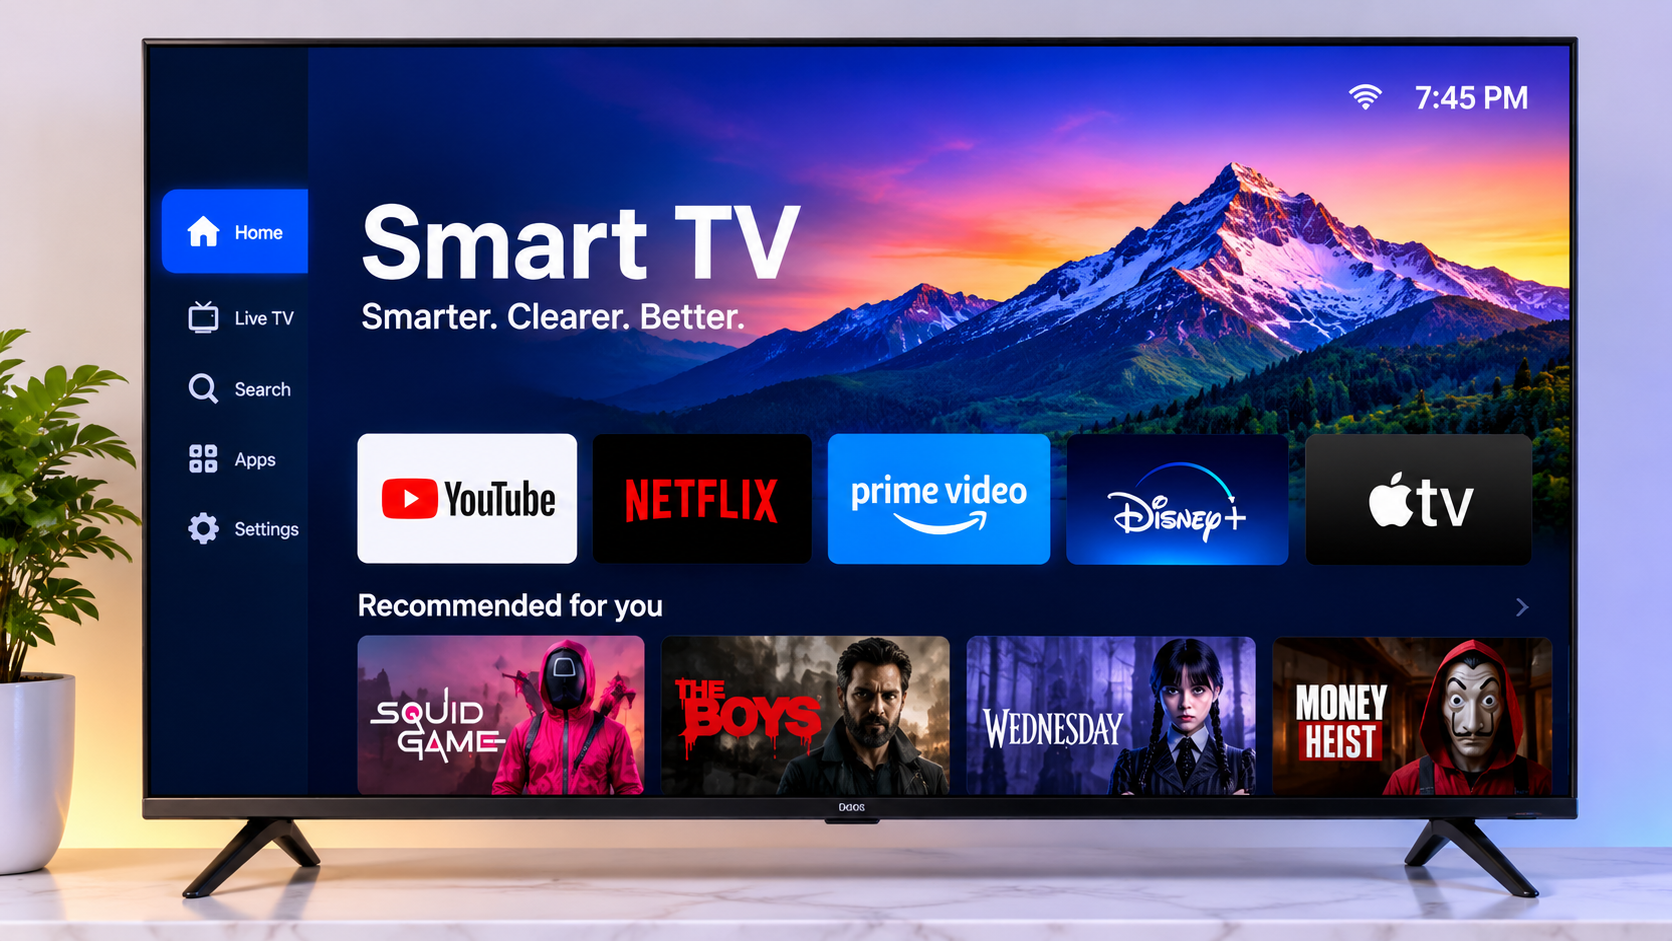 7:45 PM
Home
Live TV
Search
Apps
Settings
Smart TV
Smarter. Clearer. Better.
YouTube
NETFLIX
prime video
Disney+
tv
Recommended for you
SQUID
GAME
THE
BOYS
WEDNESDAY
MONEY
HEIST